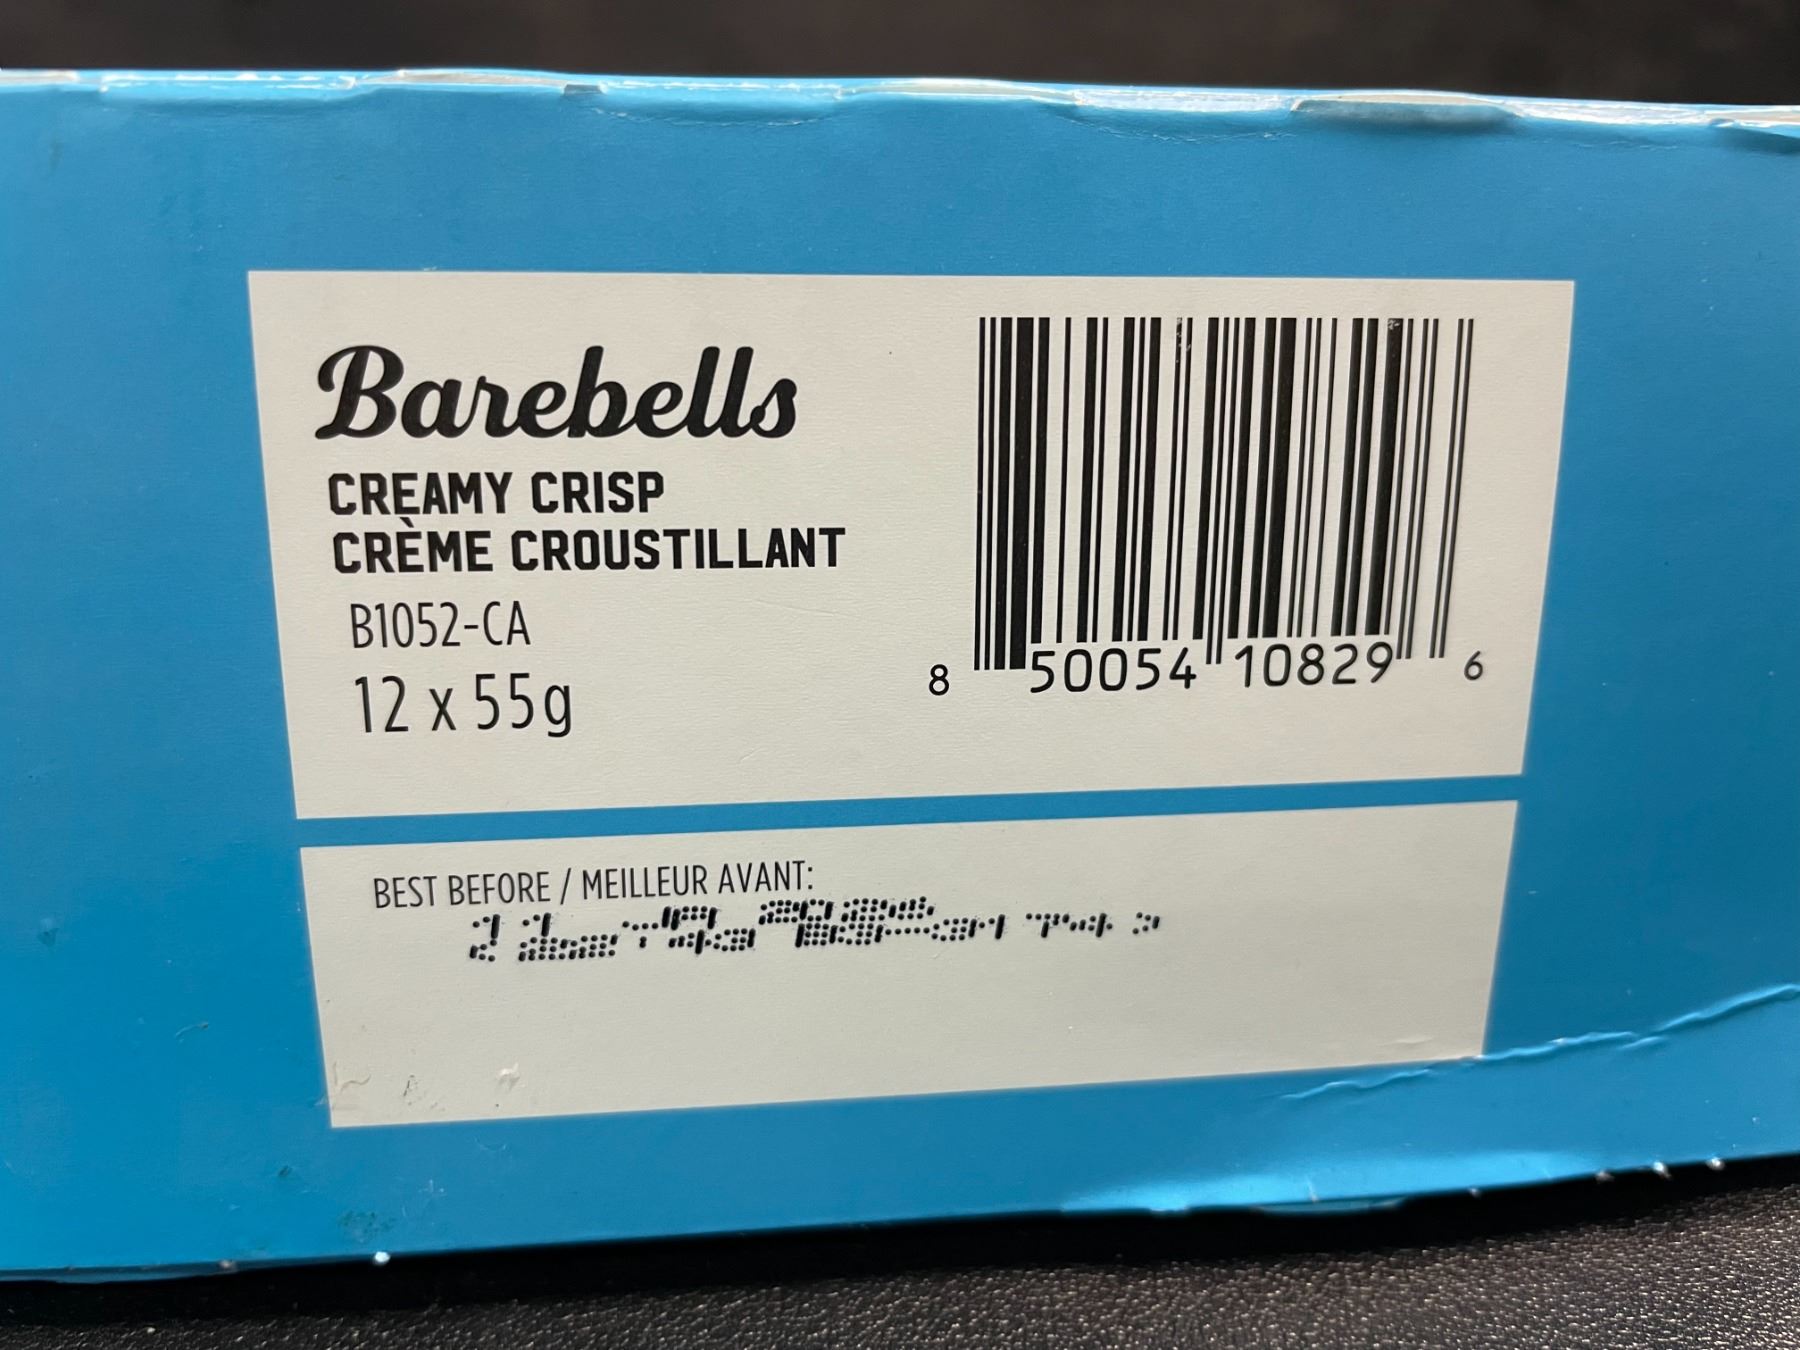 Barebells
CREAMY CRISP
CRÈME CROUSTILLANT
B1052-CA
12 x 55g
8 50054 10829 6
BEST BEFORE / MEILLEUR AVANT: